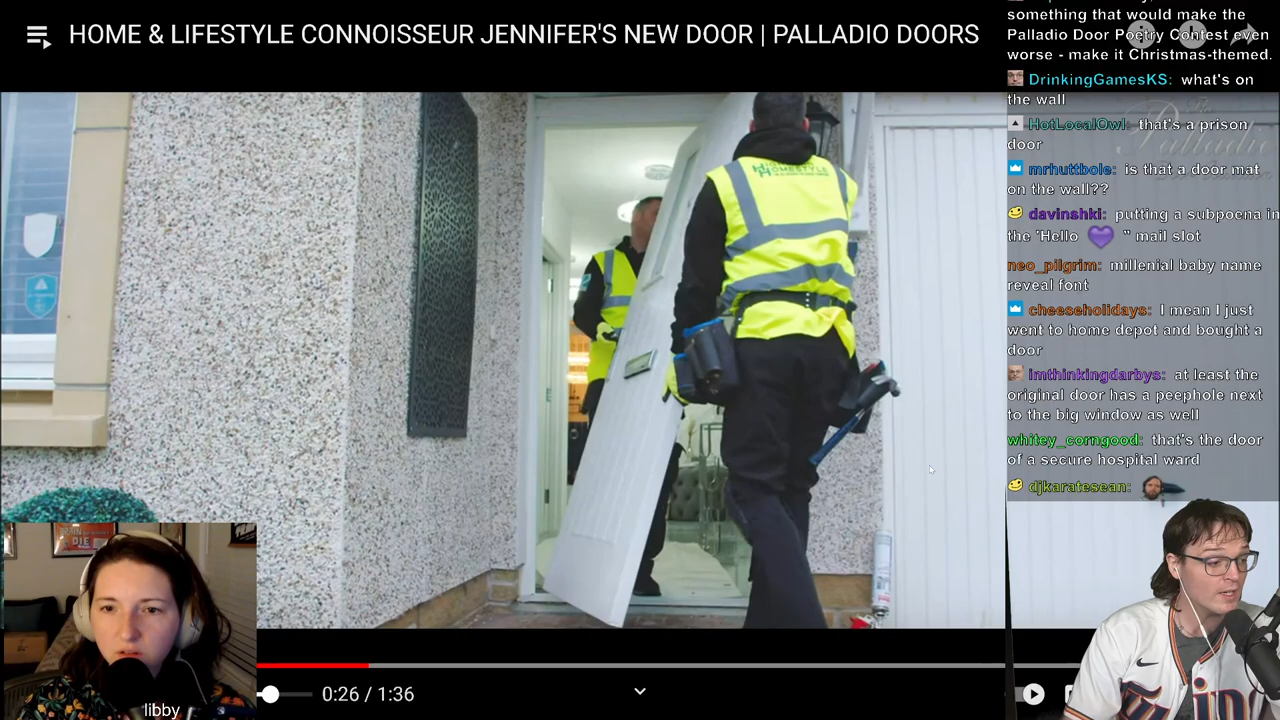 HOME & LIFESTYLE CONNOISSEUR JENNIFER'S NEW DOOR | PALLADIO DOORS
something that would make the
Palladio Door Poetry Contest even
worse - make it Christmas-themed.
DrinkingGamesKS: what's on
the wall
HotLocalOwl: that's a prison
door
mrhuttbole: is that a door mat
on the wall??
davinshki: putting a subpoena in
the 'Hello 💜 " mail slot
neo_pilgrim: millenial baby name
reveal font
cheeseholidays: I mean I just
went to home depot and bought a
door
imthinkingdarbys: at least the
original door has a peephole next
to the big window as well
whitey_corngood: that's the door
of a secure hospital ward
djkaratesean:
HOMESTYLE
DIE
libby
0:26 / 1:36